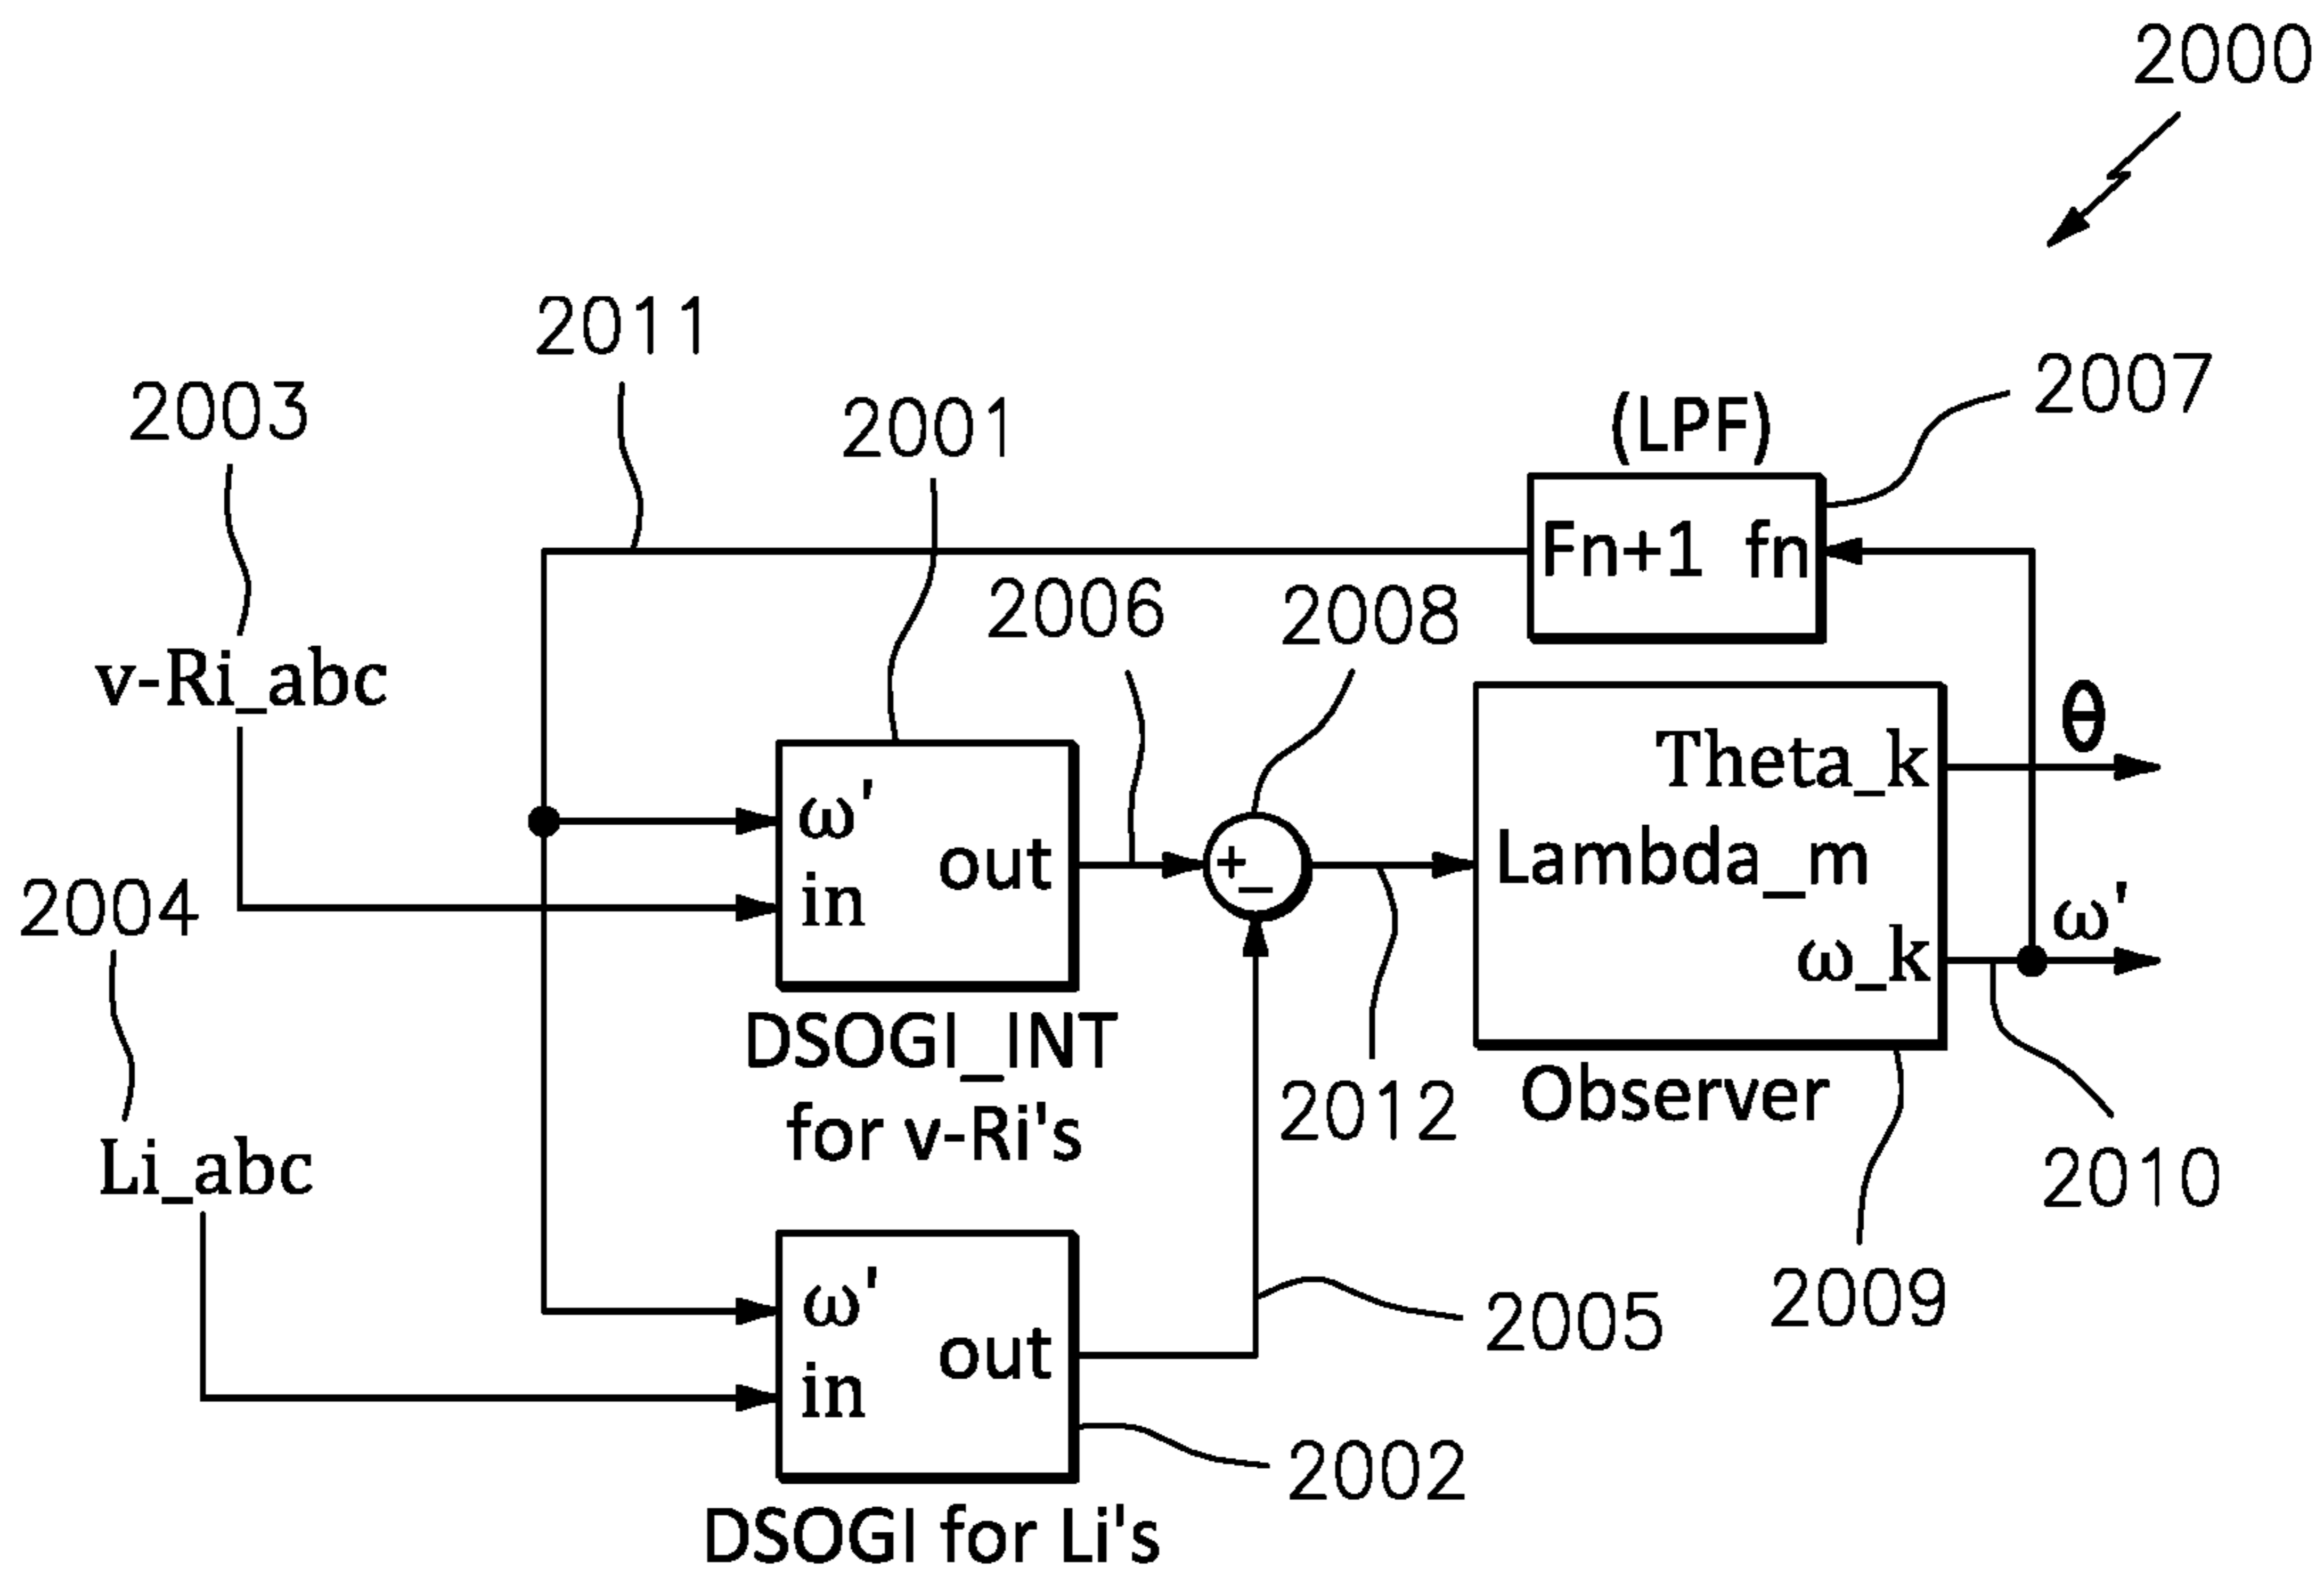 2000
2011
2003
2001
(LPF)
2007
Fn+1 fn
2006
2008
v-Ri_abc
θ
Theta_k
ω'
out
in
+
_
Lambda_m
ω'
ω_k
2004
DSOGI_INT
for v-Ri's
2012
Observer
2010
Li_abc
ω'
out
in
2005
2009
2002
DSOGI for Li's